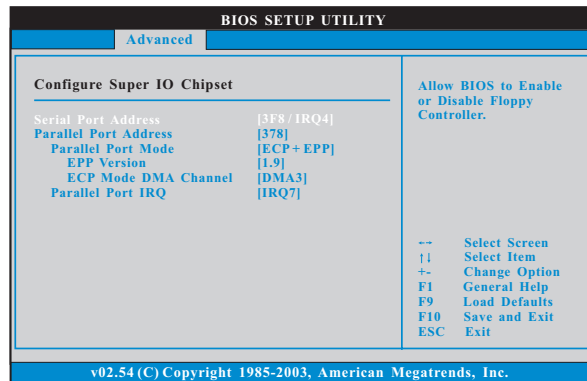 BIOS SETUP UTILITY
Advanced
Configure Super IO Chipset
Serial Port Address [3F8 / IRQ4]
Parallel Port Address [378]
Parallel Port Mode [ECP + EPP]
EPP Version [1.9]
ECP Mode DMA Channel [DMA3]
Parallel Port IRQ [IRQ7]
Allow BIOS to Enable
or Disable Floppy
Controller.
←→ Select Screen
↑↓ Select Item
+- Change Option
F1 General Help
F9 Load Defaults
F10 Save and Exit
ESC Exit
v02.54 (C) Copyright 1985-2003, American Megatrends, Inc.